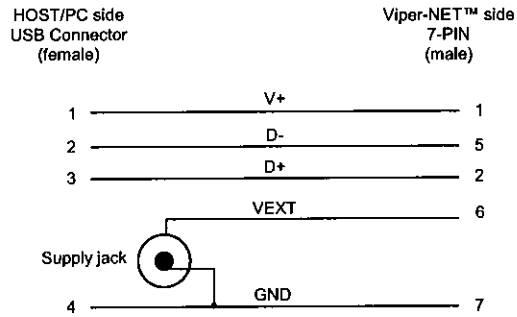 HOST/PC side
USB Connector
(female)
Viper-NET™ side
7-PIN
(male)
1 V+ 1
2 D- 5
3 D+ 2
VEXT 6
Supply jack
4 GND 7